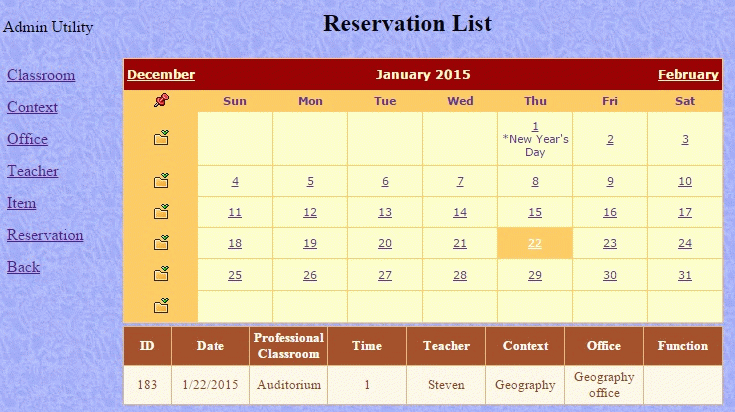 Admin Utility
Reservation List
Classroom
Context
Office
Teacher
Item
Reservation
Back
December January 2015 February
Sun Mon Tue Wed Thu Fri Sat
1 2 3
*New Year's
Day
4 5 6 7 8 9 10
11 12 13 14 15 16 17
18 19 20 21 22 23 24
25 26 27 28 29 30 31
ID Date Professional Classroom Time Teacher Context Office Function
183 1/22/2015 Auditorium 1 Steven Geography Geography office